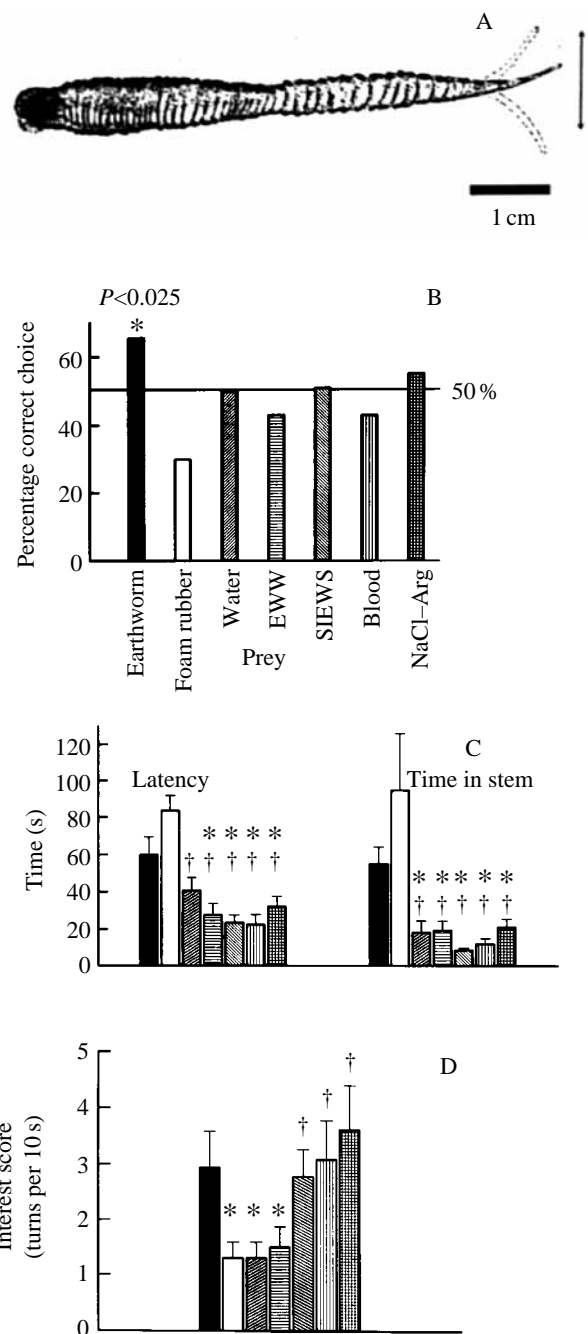 A
1 cm
P<0.025
B
60
40
20
0
50 %
Percentage correct choice
*
Earthworm
Foam rubber
Water
EWW
SIEWS
Blood
NaCl–Arg
Prey
C
120
100
80
60
40
20
0
Time (s)
Latency
Time in stem
* * * *
† † † † †
* * * * *
† † † † †
D
5
4
3
2
1
0
Interest score
(turns per 10 s)
* * *
† † †